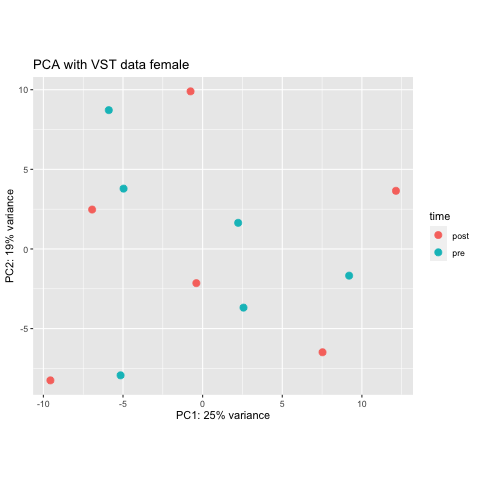 PCA with VST data female
10
5
0
-5
-10
-5
0
5
10
PC1: 25% variance
PC2: 19% variance
time
post
pre